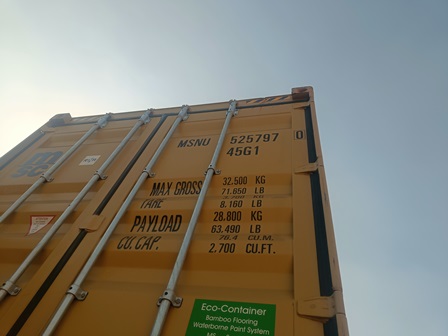 MSC
MSNU 525797 0
45G1
MAX GROSS 32.500 KG
71.650 LB
TARE 3.700 KG
8.160 LB
PAYLOAD 28.800 KG
63.490 LB
CU.CAP. 76.4 CU.M.
2.700 CU.FT.
Eco-Container
Bamboo Flooring
Waterborne Paint System